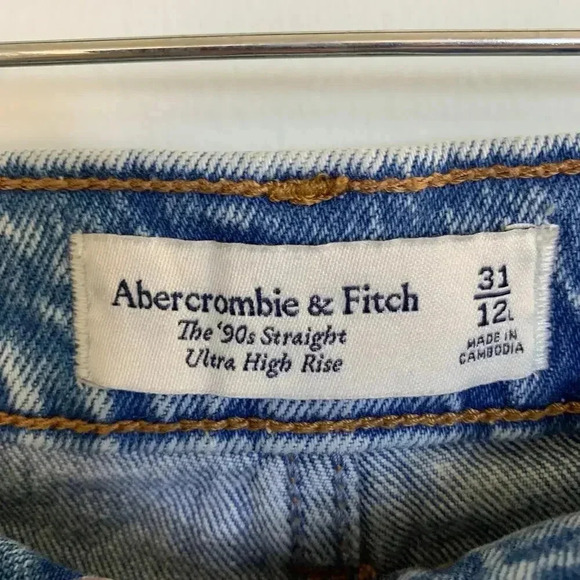 Abercrombie & Fitch
The '90s Straight
Ultra High Rise
31
12L
MADE IN
CAMBODIA